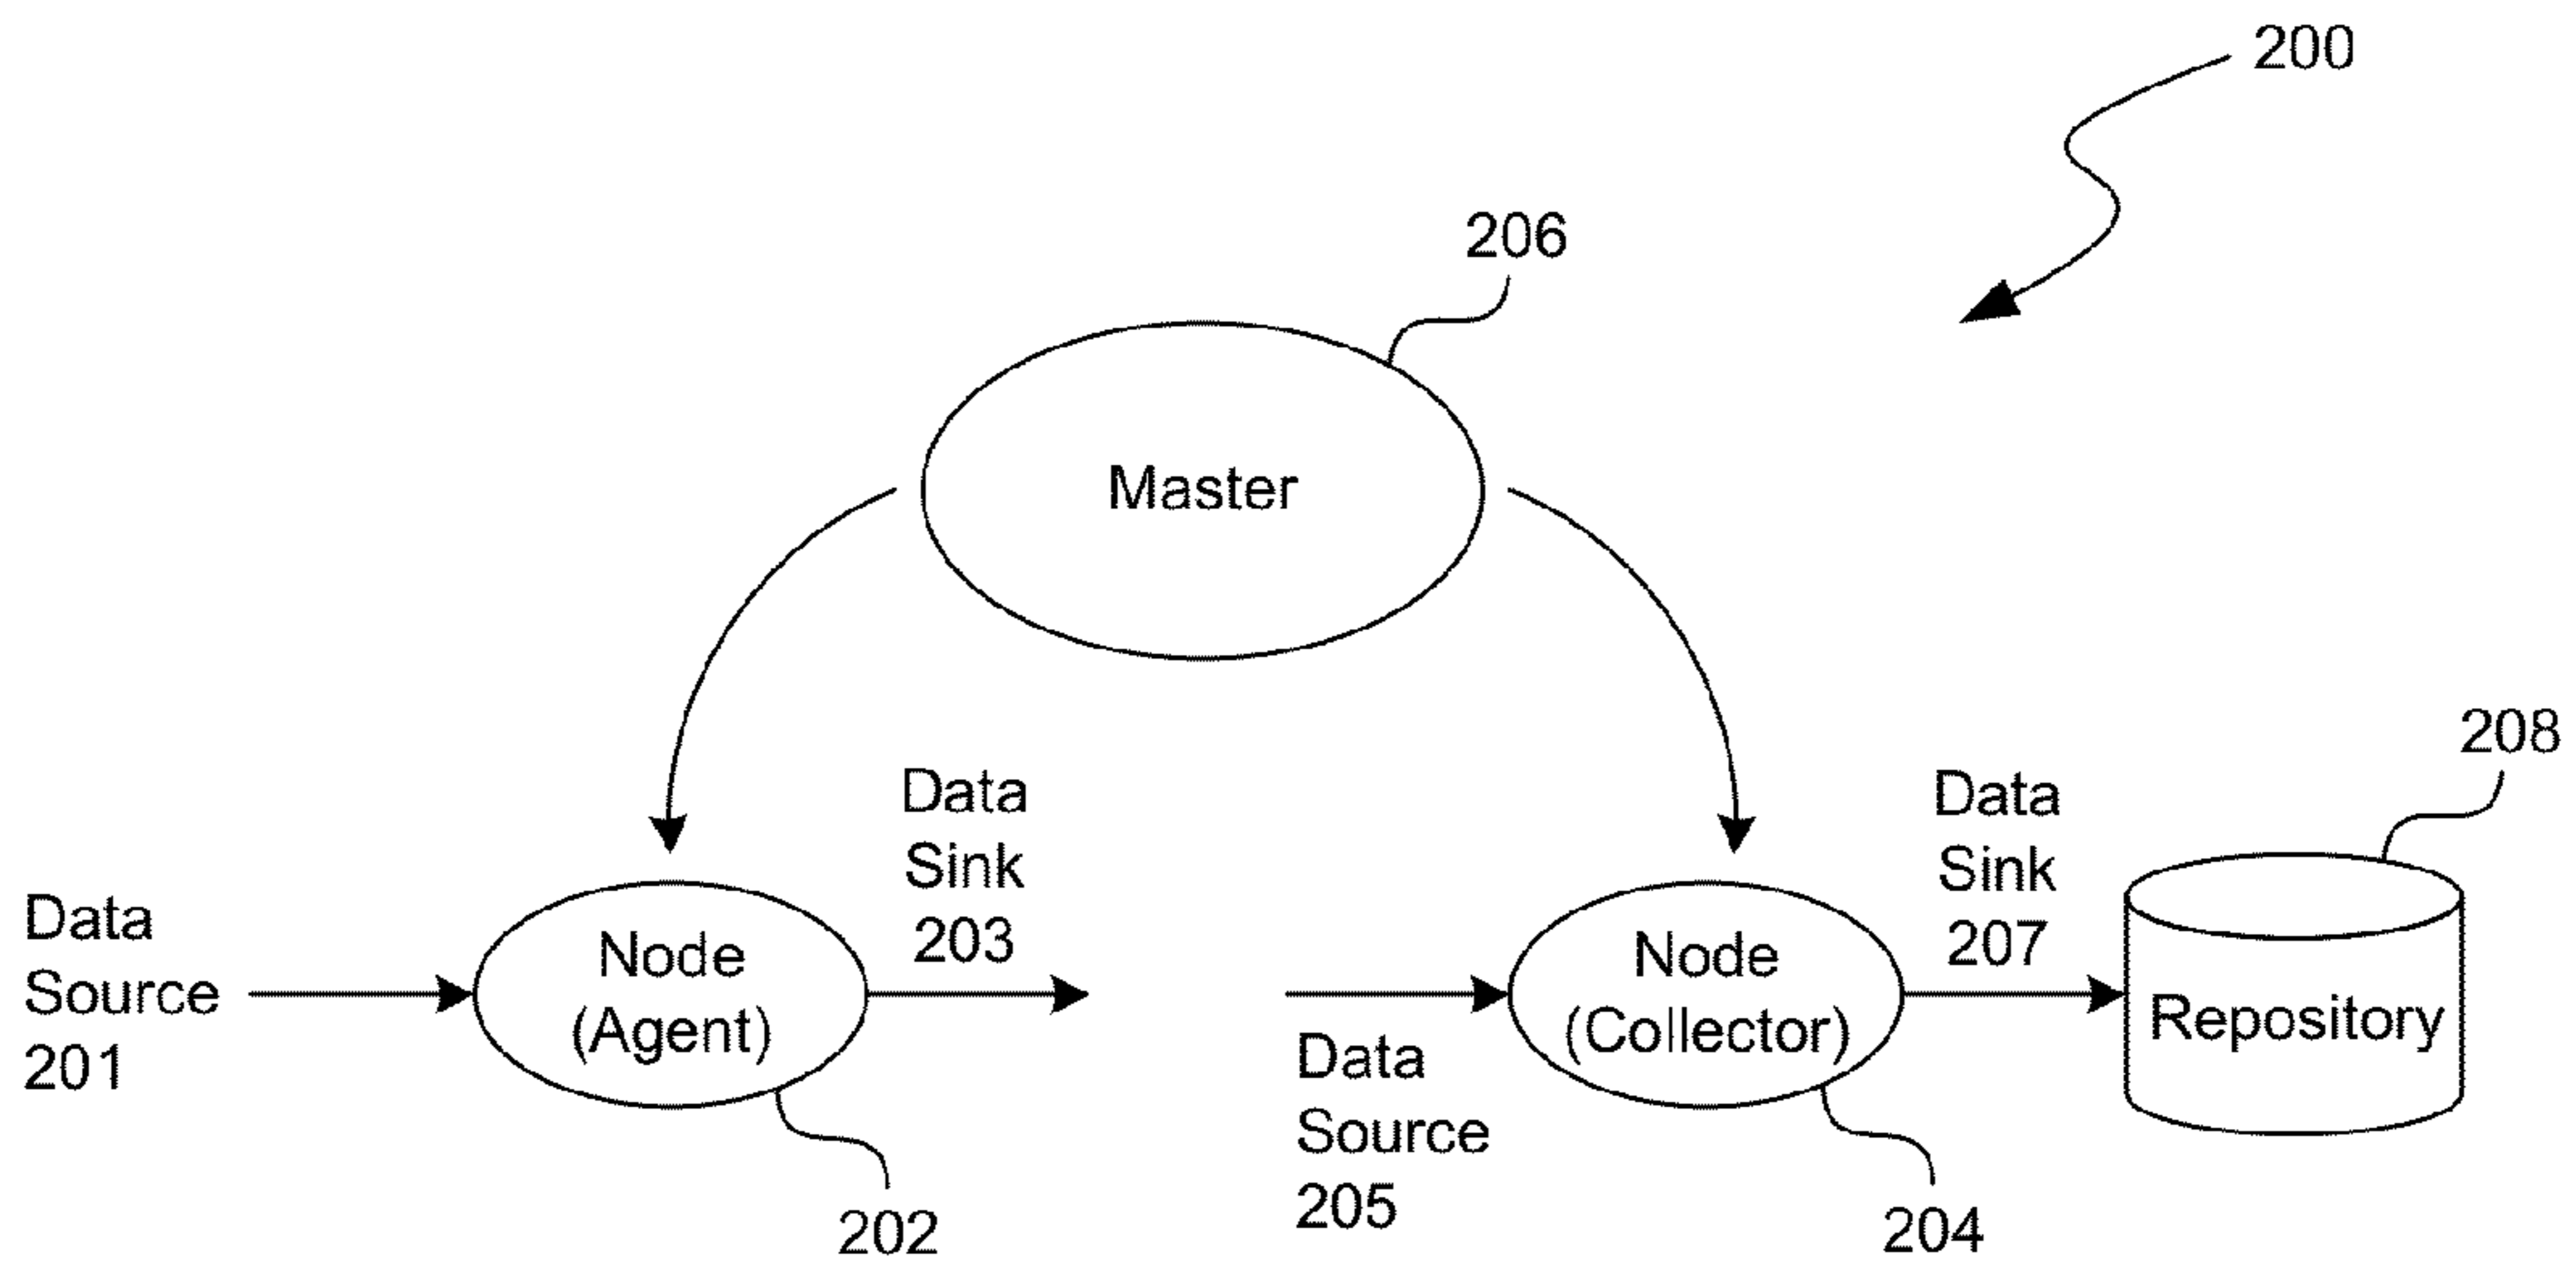 200
206
Master
208
Data
Sink
203
Data
Sink
207
Data
Source
201
Node
(Agent)
Node
(Collector)
Repository
Data
Source
205
202
204